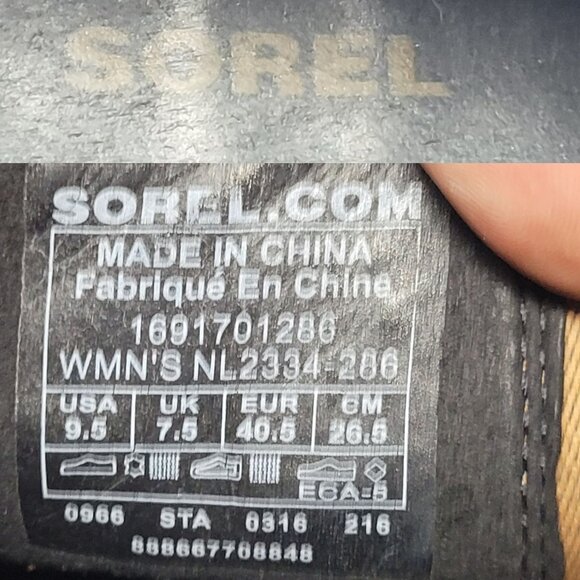 SOREL
SOREL.COM
MADE IN CHINA
Fabriqué En Chine
1691701286
WMN'S NL2334-286
USA UK EUR CM
9.5 7.5 40.5 26.5
ECA=5
0966 STA 0316 216
888667708848